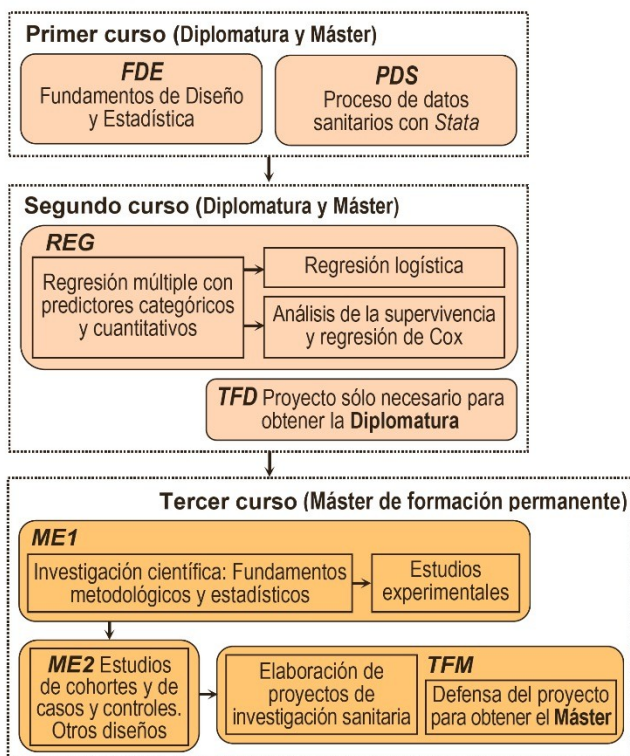 Primer curso (Diplomatura y Máster)
FDE
Fundamentos de Diseño
y Estadística
PDS
Proceso de datos
sanitarios con Stata
Segundo curso (Diplomatura y Máster)
REG
Regresión múltiple con
predictores categóricos
y cuantitativos
Regresión logística
Análisis de la supervivencia
y regresión de Cox
TFD Proyecto sólo necesario para
obtener la Diplomatura
Tercer curso (Máster de formación permanente)
ME1
Investigación científica: Fundamentos
metodológicos y estadísticos
Estudios
experimentales
ME2 Estudios
de cohortes y de
casos y controles.
Otros diseños
Elaboración de
proyectos de
investigación sanitaria
TFM
Defensa del proyecto
para obtener el Máster